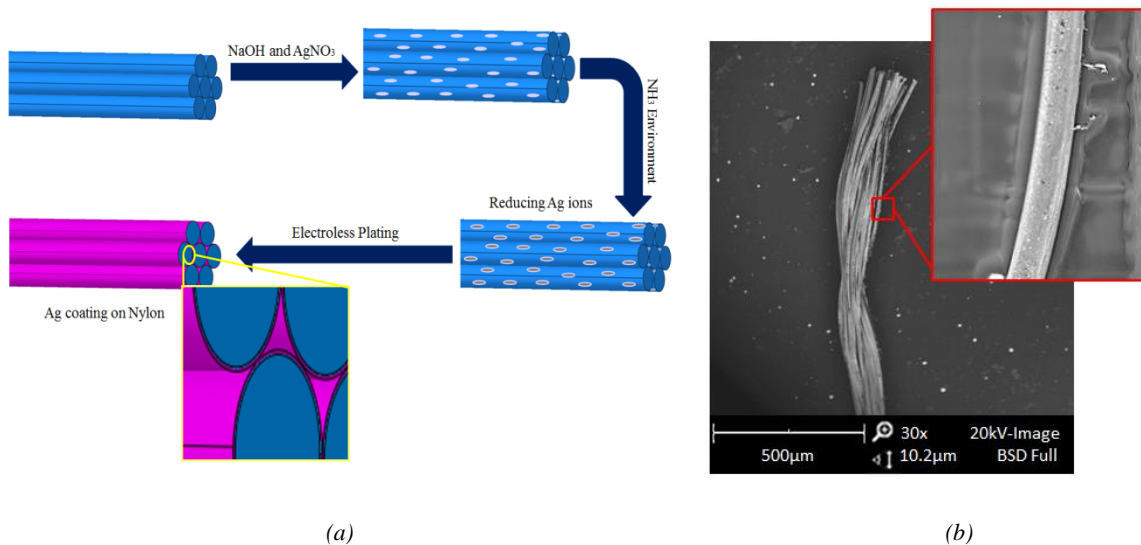 NaOH and AgNO₃
NH₃ Environment
Reducing Ag ions
Electroless Plating
Ag coating on Nylon
500μm
30x
20kV-Image
10.2μm
BSD Full
(a)
(b)